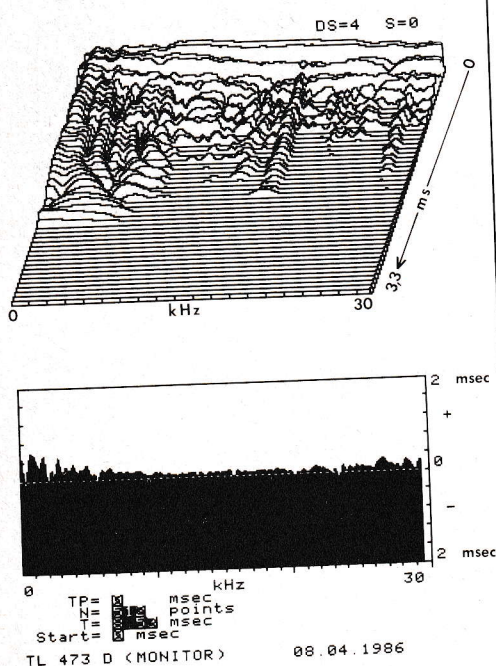 DS=4 S=0
0
ms
3,3
0 kHz 30
2 msec
+
0
−
2 msec
0 kHz 30
TP= msec
N= points
T= msec
Start= msec
TL 473 D (MONITOR) 08.04.1986